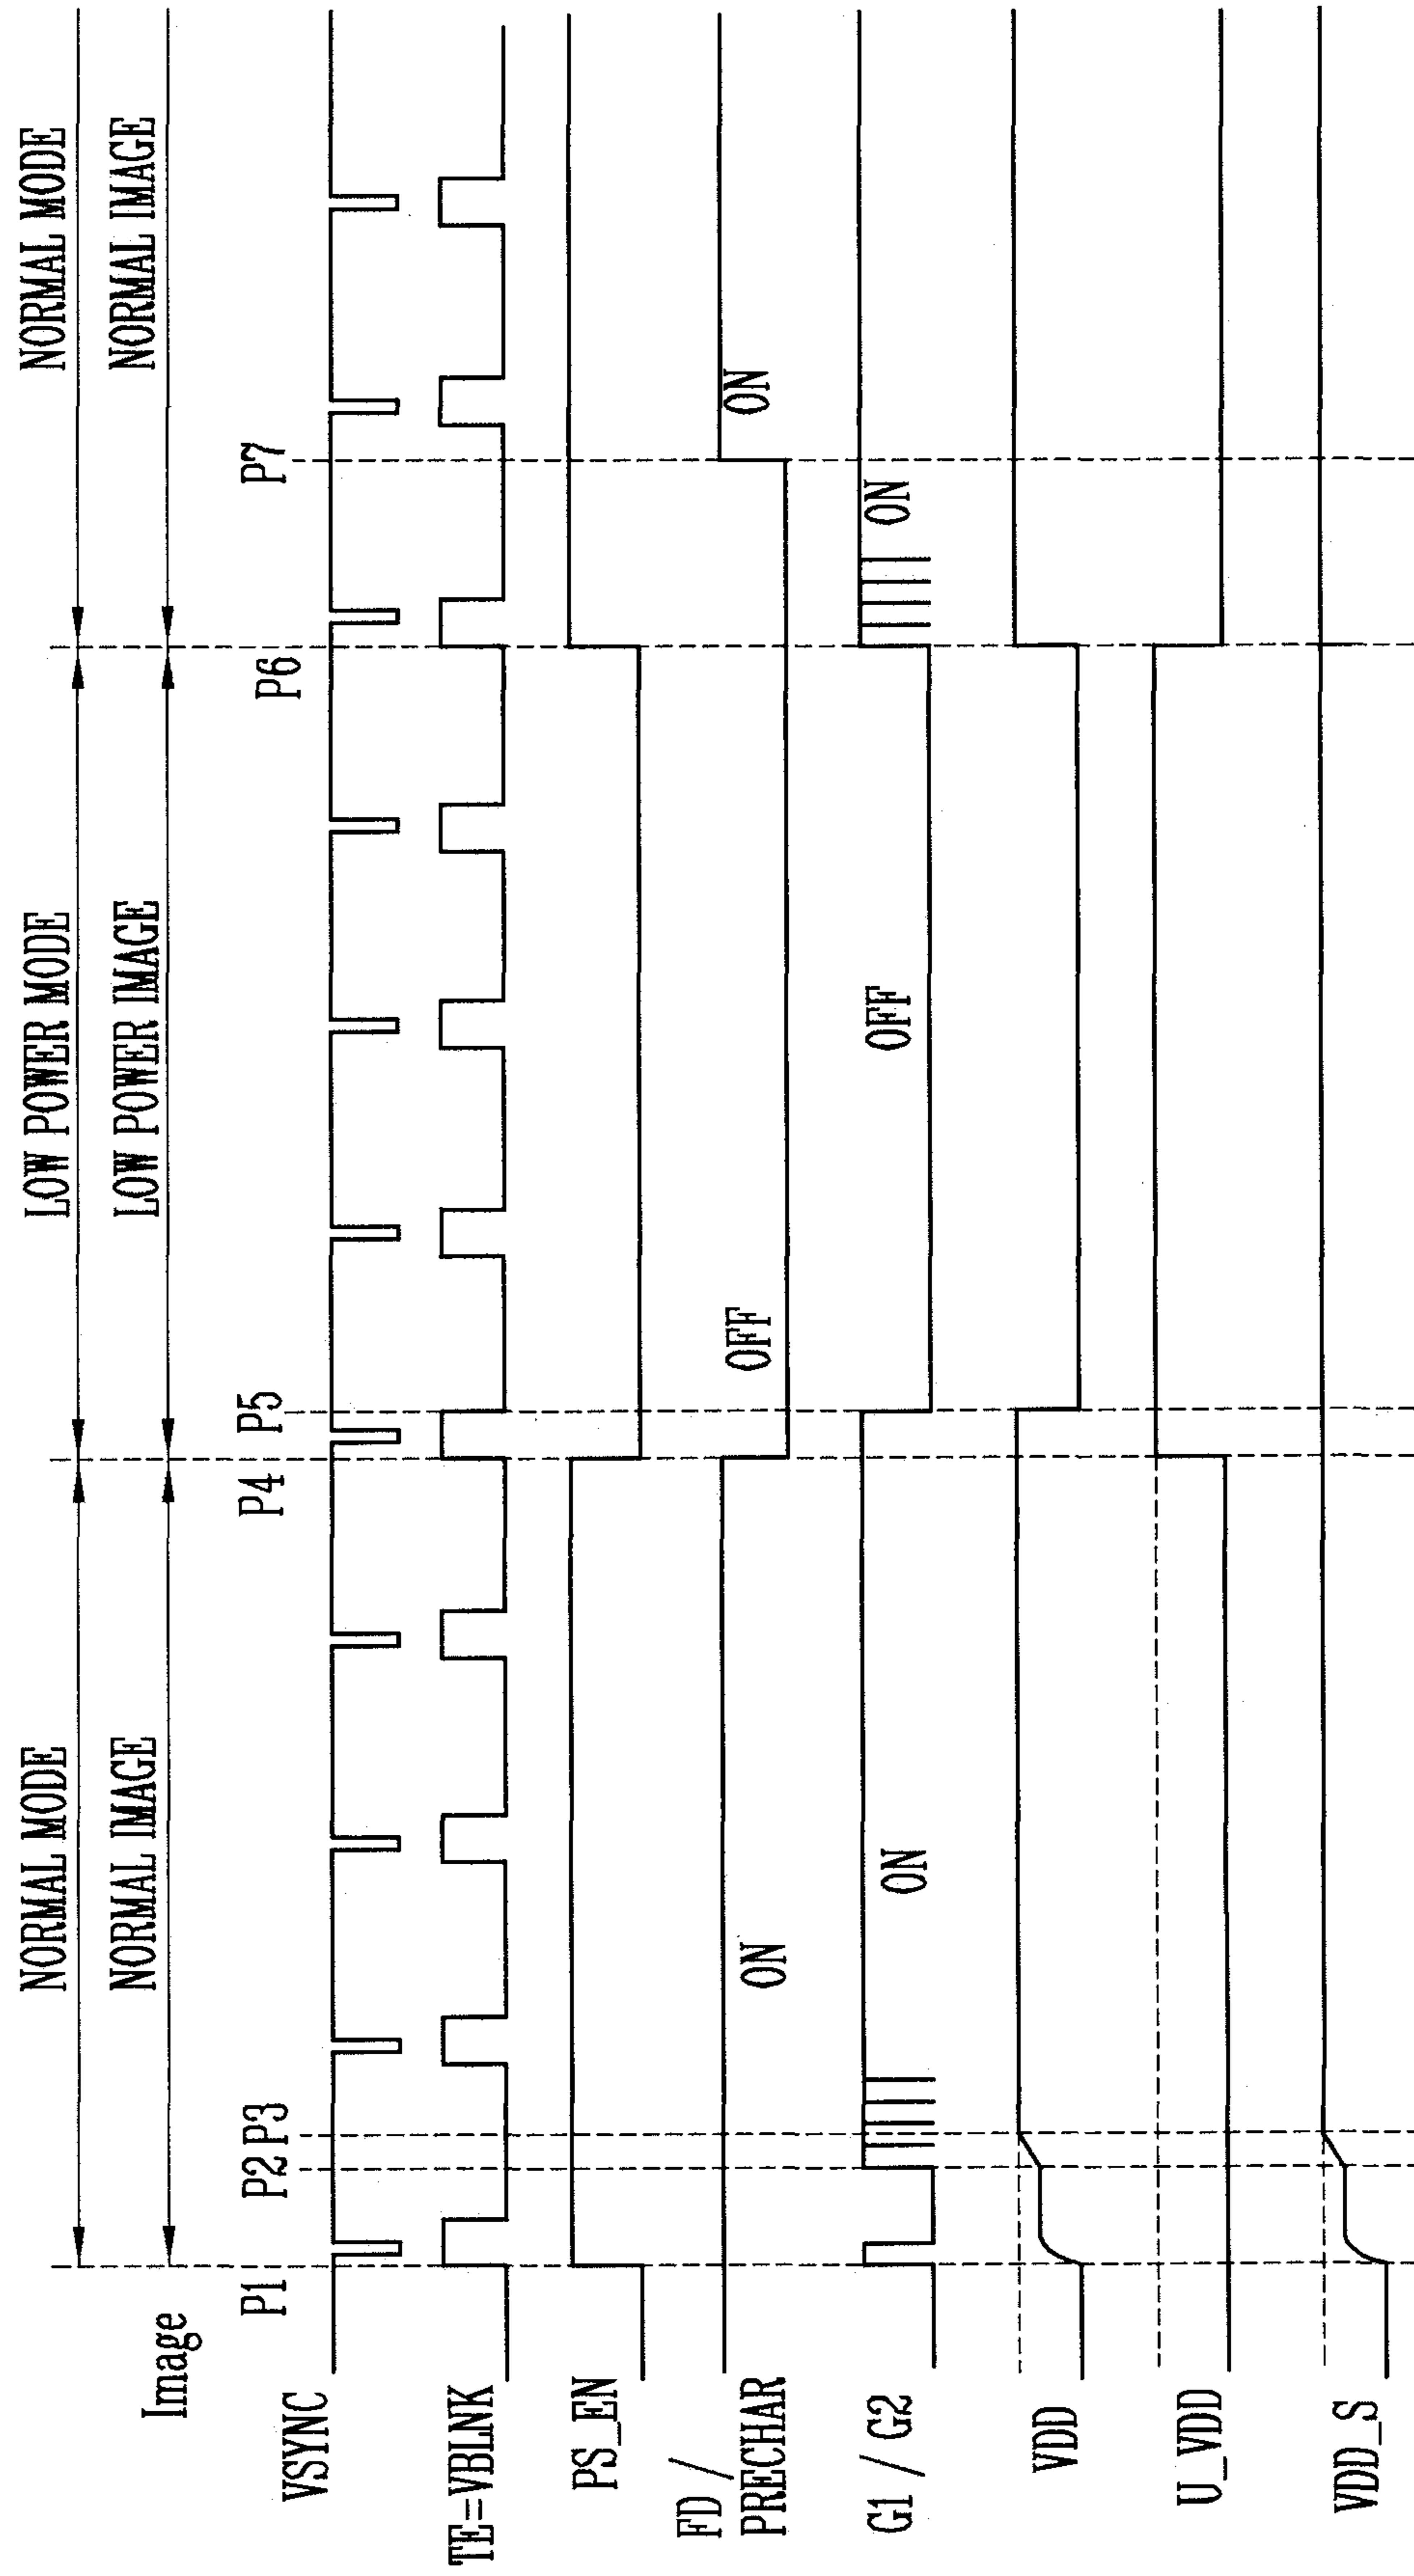 NORMAL MODE
LOW POWER MODE
NORMAL MODE
Image
NORMAL IMAGE
LOW POWER IMAGE
NORMAL IMAGE
P1
P2
P3
P4
P5
P6
P7
VSYNC
TE=VBLNK
PS_EN
FD /
PRECHAR
ON
OFF
ON
G1 / G2
ON
OFF
ON
VDD
U_VDD
VDD_S